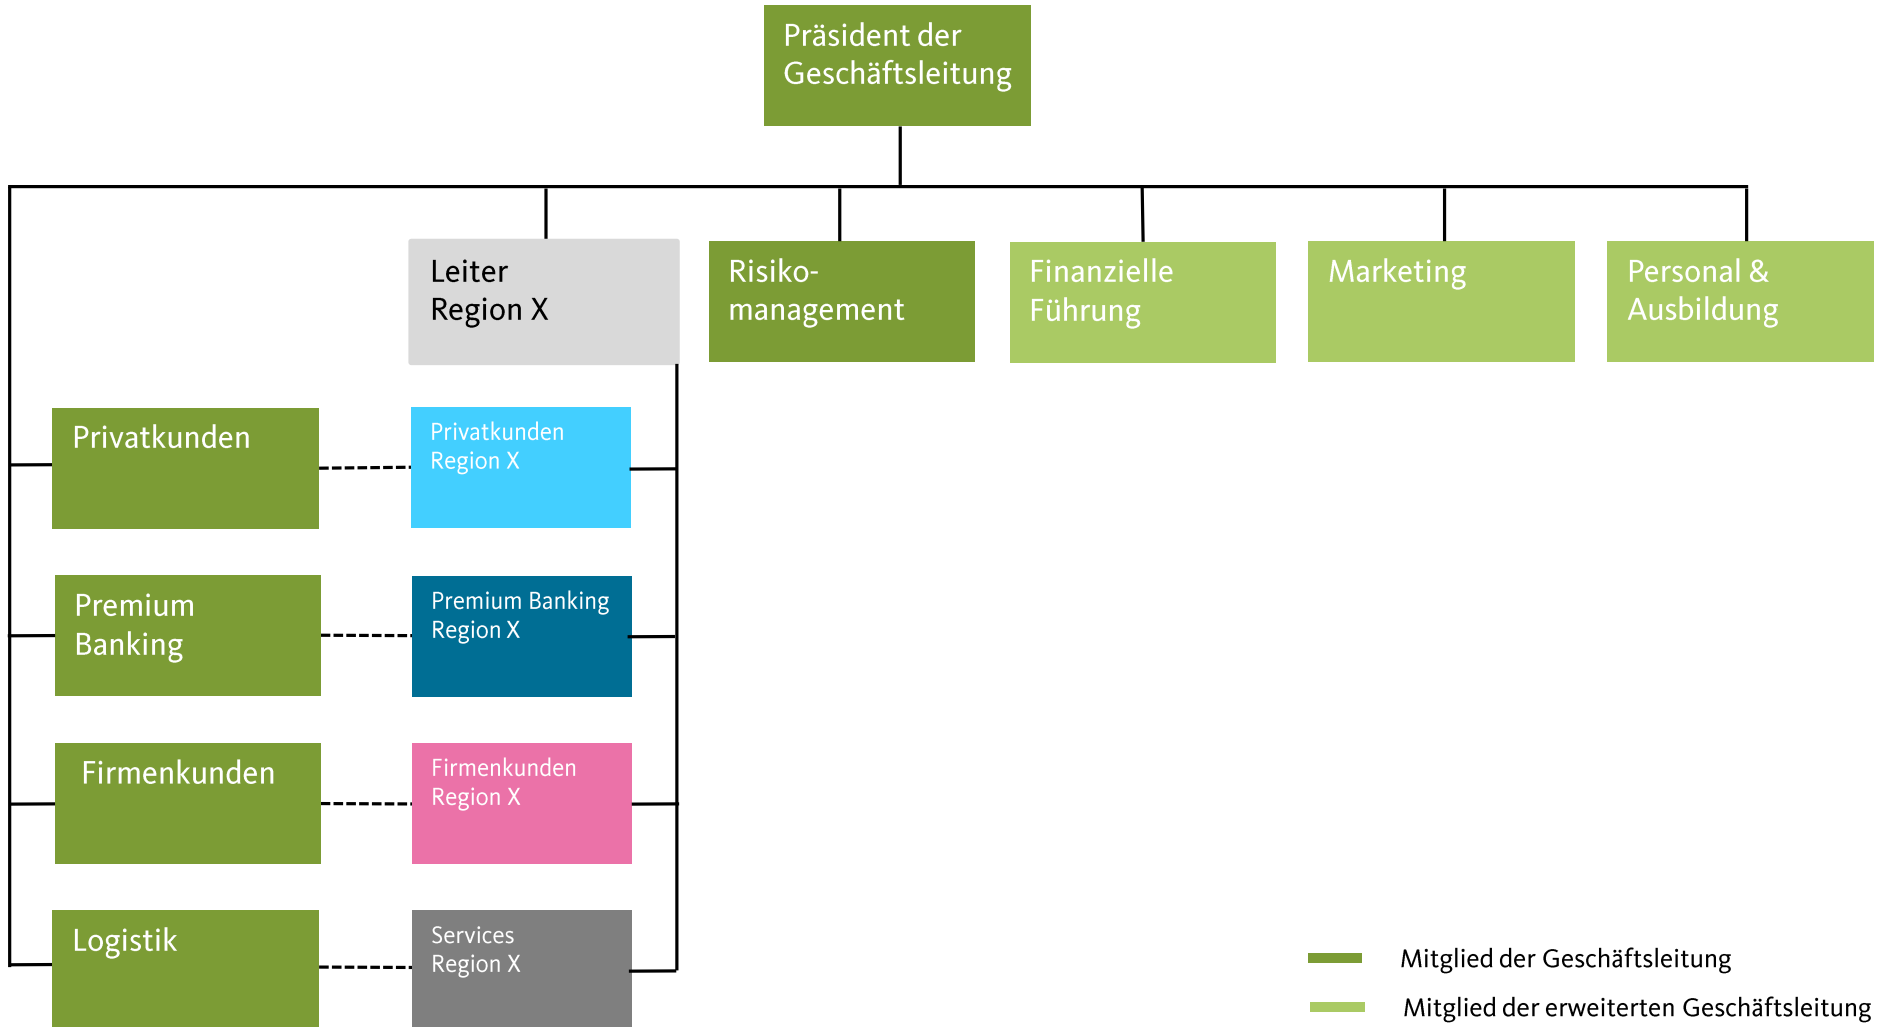 Präsident der
Geschäftsleitung
Leiter
Region X
Risiko-
management
Finanzielle
Führung
Marketing
Personal &
Ausbildung
Privatkunden
Privatkunden
Region X
Premium
Banking
Premium Banking
Region X
Firmenkunden
Firmenkunden
Region X
Logistik
Services
Region X
Mitglied der Geschäftsleitung
Mitglied der erweiterten Geschäftsleitung